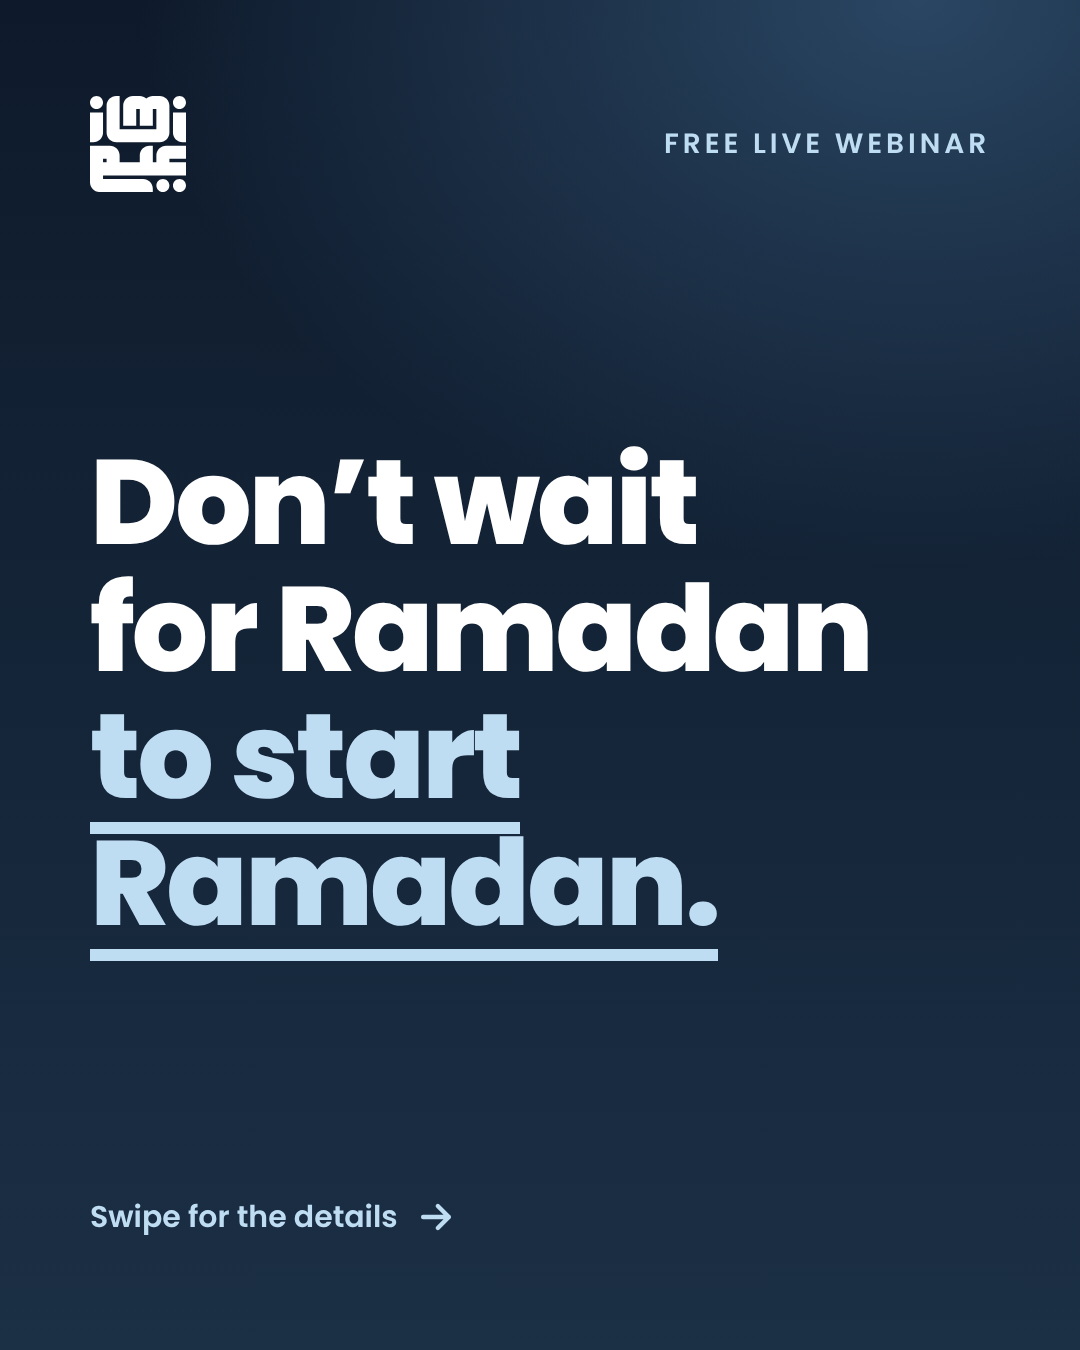 FREE LIVE WEBINAR
Don’t wait
for Ramadan
to start
Ramadan.
Swipe for the details →